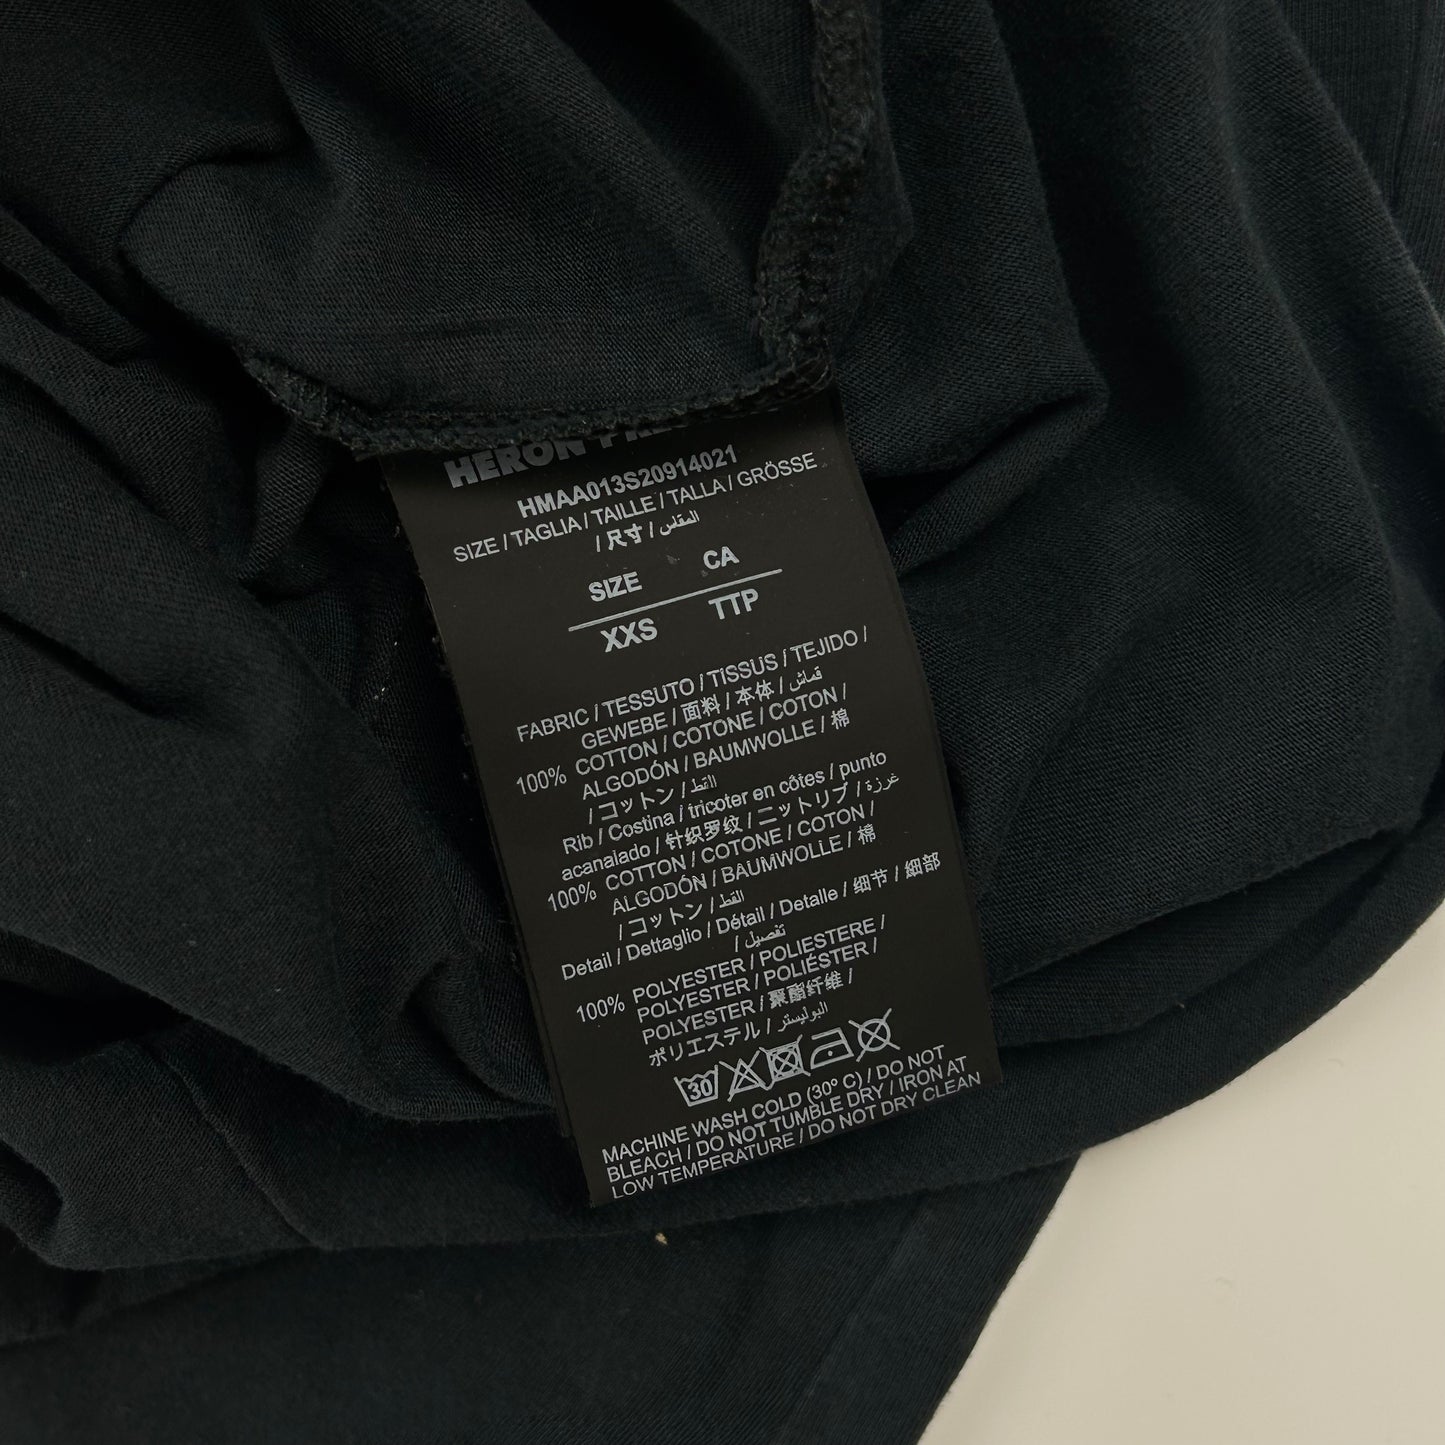 HERON
HMAA013S20914021
SIZE / TAGLIA / TAILLE / TALLA / GRÖSSE
/ 尺寸 / المقاس
SIZE CA
XXS TTP
FABRIC / TESSUTO / TISSUS / TEJIDO /
GEWEBE / 面料 / 本体 / قماش
100% COTTON / COTONE / COTON /
ALGODÓN / BAUMWOLLE / 棉
/ コットン / القط
Rib / Costina / tricoter en côtes / punto
acanalado / 针织罗纹 / ニットリブ / غرزة
100% COTTON / COTONE / COTON /
ALGODÓN / BAUMWOLLE / 棉
/ コットン / القط
Detail / Dettaglio / Détail / Detalle / 细节 / 細部
/ تفصيل
100% POLYESTER / POLIESTERE /
POLYESTER / POLIÉSTER /
POLYESTER / 聚酯纤维 /
ポリエステル / البوليستر
30
MACHINE WASH COLD (30º C) / DO NOT
BLEACH / DO NOT TUMBLE DRY / IRON AT
LOW TEMPERATURE / DO NOT DRY CLEAN